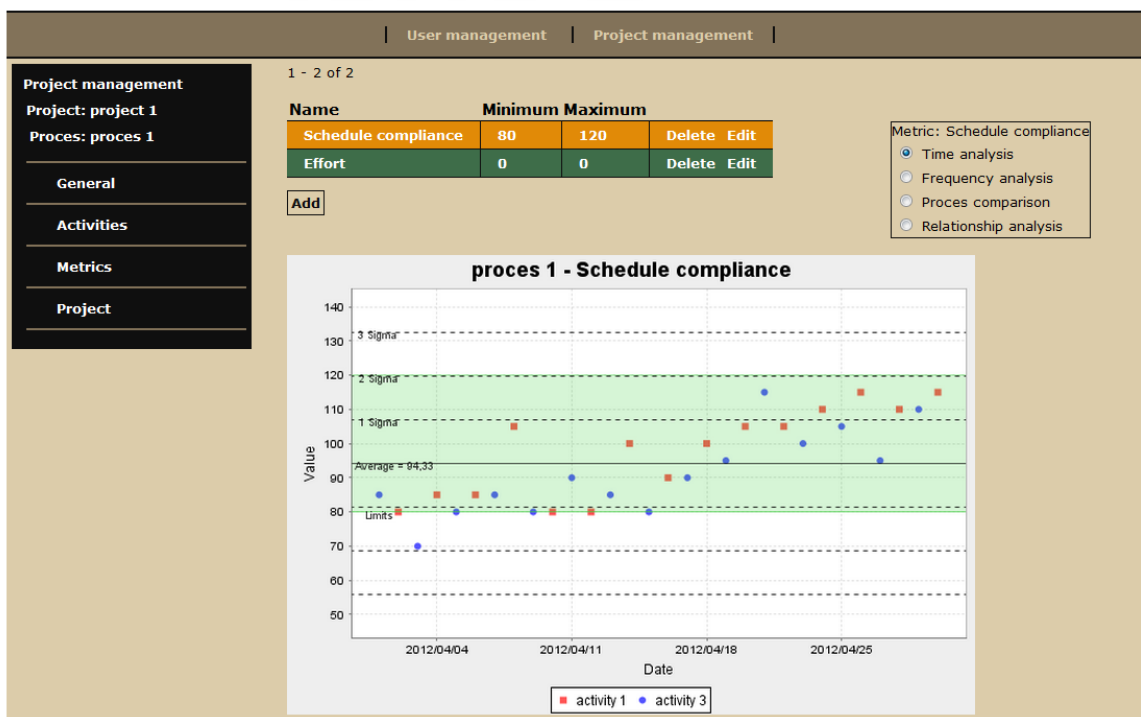 User management
Project management
Project management
Project: project 1
Proces: proces 1
General
Activities
Metrics
Project
1 - 2 of 2
Name Minimum Maximum
Schedule compliance 80 120 Delete Edit
Effort 0 0 Delete Edit
Add
Metric: Schedule compliance
Time analysis
Frequency analysis
Proces comparison
Relationship analysis
proces 1 - Schedule compliance
140
3 Sigma
130
120
2 Sigma
110
1 Sigma
100
Average = 94,33
90
80
Limits
70
60
50
Value
2012/04/04 2012/04/11 2012/04/18 2012/04/25
Date
activity 1 activity 3